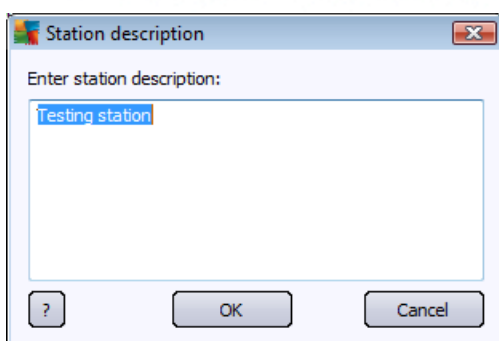 Station description
Enter station description:
Testing station
? OK Cancel